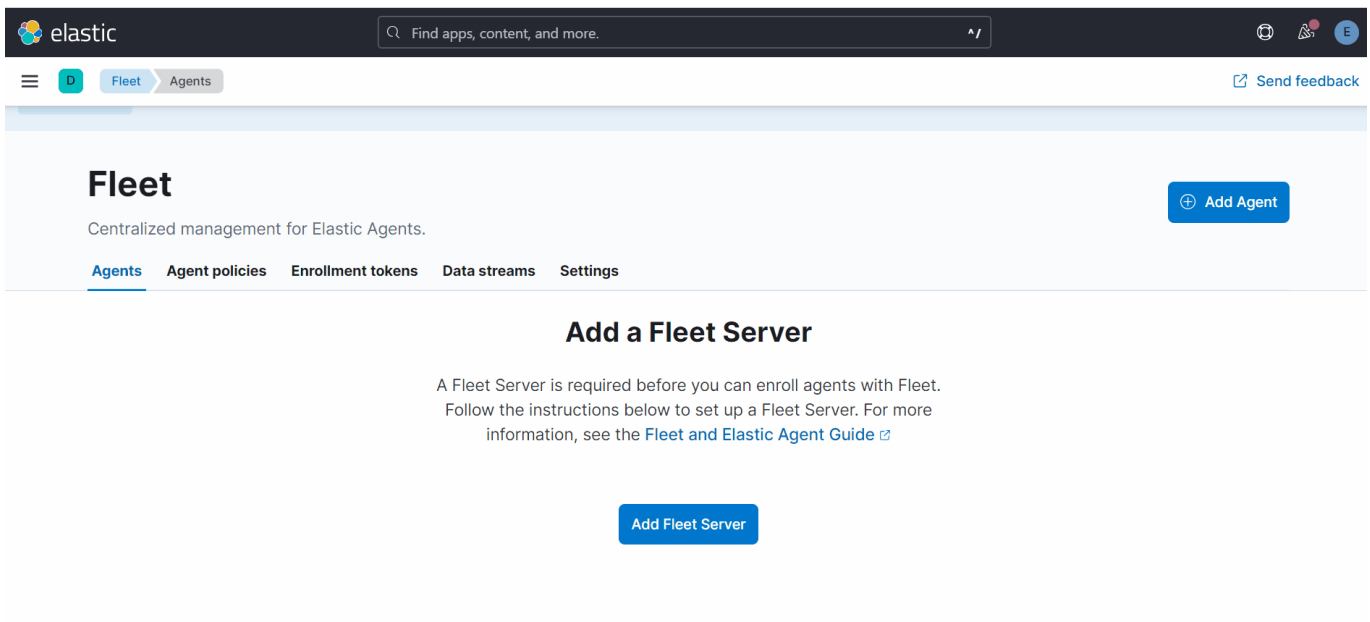 elastic
Find apps, content, and more.
^/
E
D
Fleet
Agents
Send feedback
Fleet
Add Agent
Centralized management for Elastic Agents.
Agents
Agent policies
Enrollment tokens
Data streams
Settings
Add a Fleet Server
A Fleet Server is required before you can enroll agents with Fleet.
Follow the instructions below to set up a Fleet Server. For more
information, see the Fleet and Elastic Agent Guide
Add Fleet Server